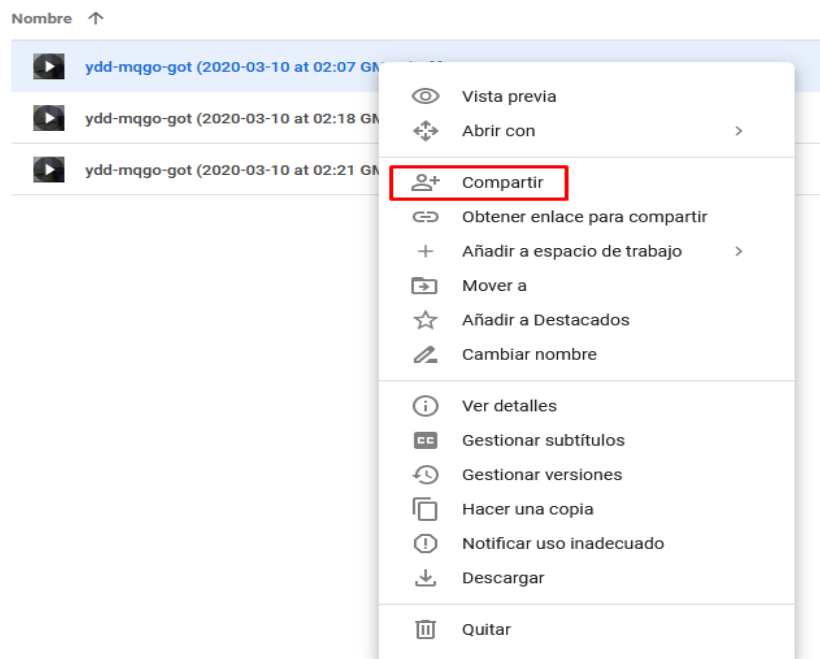 Nombre
ydd-mqgo-got (2020-03-10 at 02:07 GM
ydd-mqgo-got (2020-03-10 at 02:18 GM
ydd-mqgo-got (2020-03-10 at 02:21 GM
Vista previa
Abrir con
Compartir
Obtener enlace para compartir
Añadir a espacio de trabajo
Mover a
Añadir a Destacados
Cambiar nombre
Ver detalles
CC Gestionar subtítulos
Gestionar versiones
Hacer una copia
Notificar uso inadecuado
Descargar
Quitar